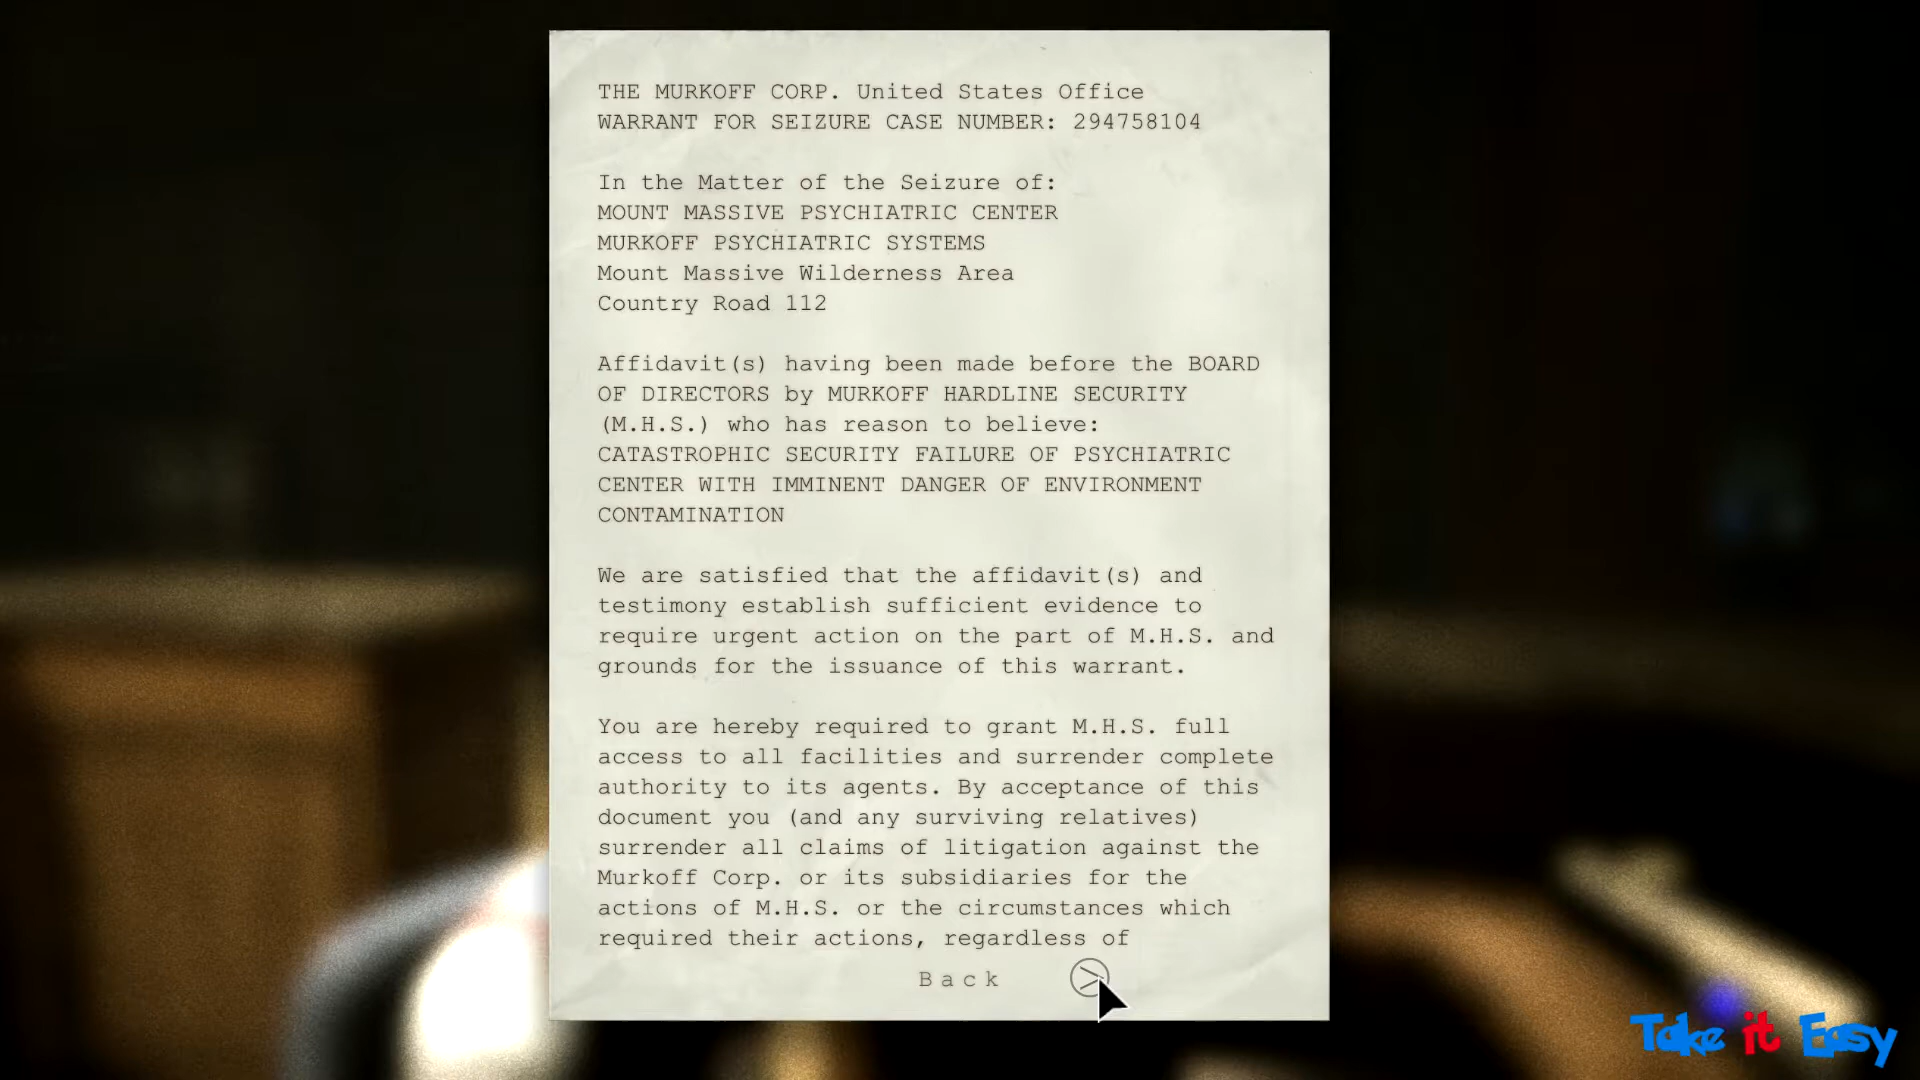 THE MURKOFF CORP. United States Office
WARRANT FOR SEIZURE CASE NUMBER: 294758104
In the Matter of the Seizure of:
MOUNT MASSIVE PSYCHIATRIC CENTER
MURKOFF PSYCHIATRIC SYSTEMS
Mount Massive Wilderness Area
Country Road 112
Affidavit(s) having been made before the BOARD
OF DIRECTORS by MURKOFF HARDLINE SECURITY
(M.H.S.) who has reason to believe:
CATASTROPHIC SECURITY FAILURE OF PSYCHIATRIC
CENTER WITH IMMINENT DANGER OF ENVIRONMENT
CONTAMINATION
We are satisfied that the affidavit(s) and
testimony establish sufficient evidence to
require urgent action on the part of M.H.S. and
grounds for the issuance of this warrant.
You are hereby required to grant M.H.S. full
access to all facilities and surrender complete
authority to its agents. By acceptance of this
document you (and any surviving relatives)
surrender all claims of litigation against the
Murkoff Corp. or its subsidiaries for the
actions of M.H.S. or the circumstances which
required their actions, regardless of
Back >
Take it Easy